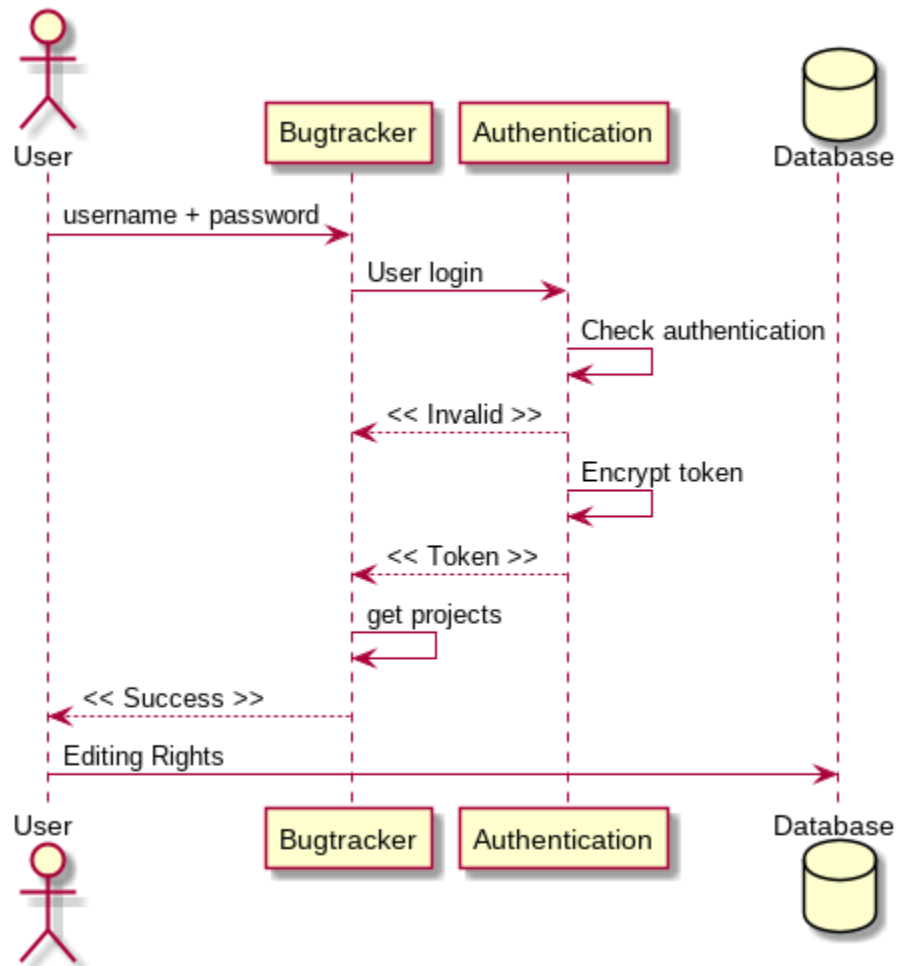 User
Bugtracker
Authentication
Database
username + password
User login
Check authentication
<< Invalid >>
Encrypt token
<< Token >>
get projects
<< Success >>
Editing Rights
User
Bugtracker
Authentication
Database